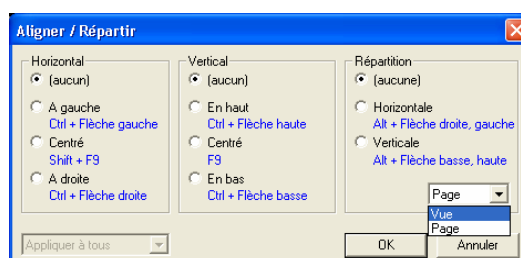 Aligner / Répartir
Horizontal
(aucun)
A gauche
Ctrl + Flèche gauche
Centré
Shift + F9
A droite
Ctrl + Flèche droite
Vertical
(aucun)
En haut
Ctrl + Flèche haute
Centré
F9
En bas
Ctrl + Flèche basse
Répartition
(aucune)
Horizontale
Alt + Flèche droite, gauche
Verticale
Alt + Flèche basse, haute
Page
Vue
Page
Appliquer à tous
OK
Annuler